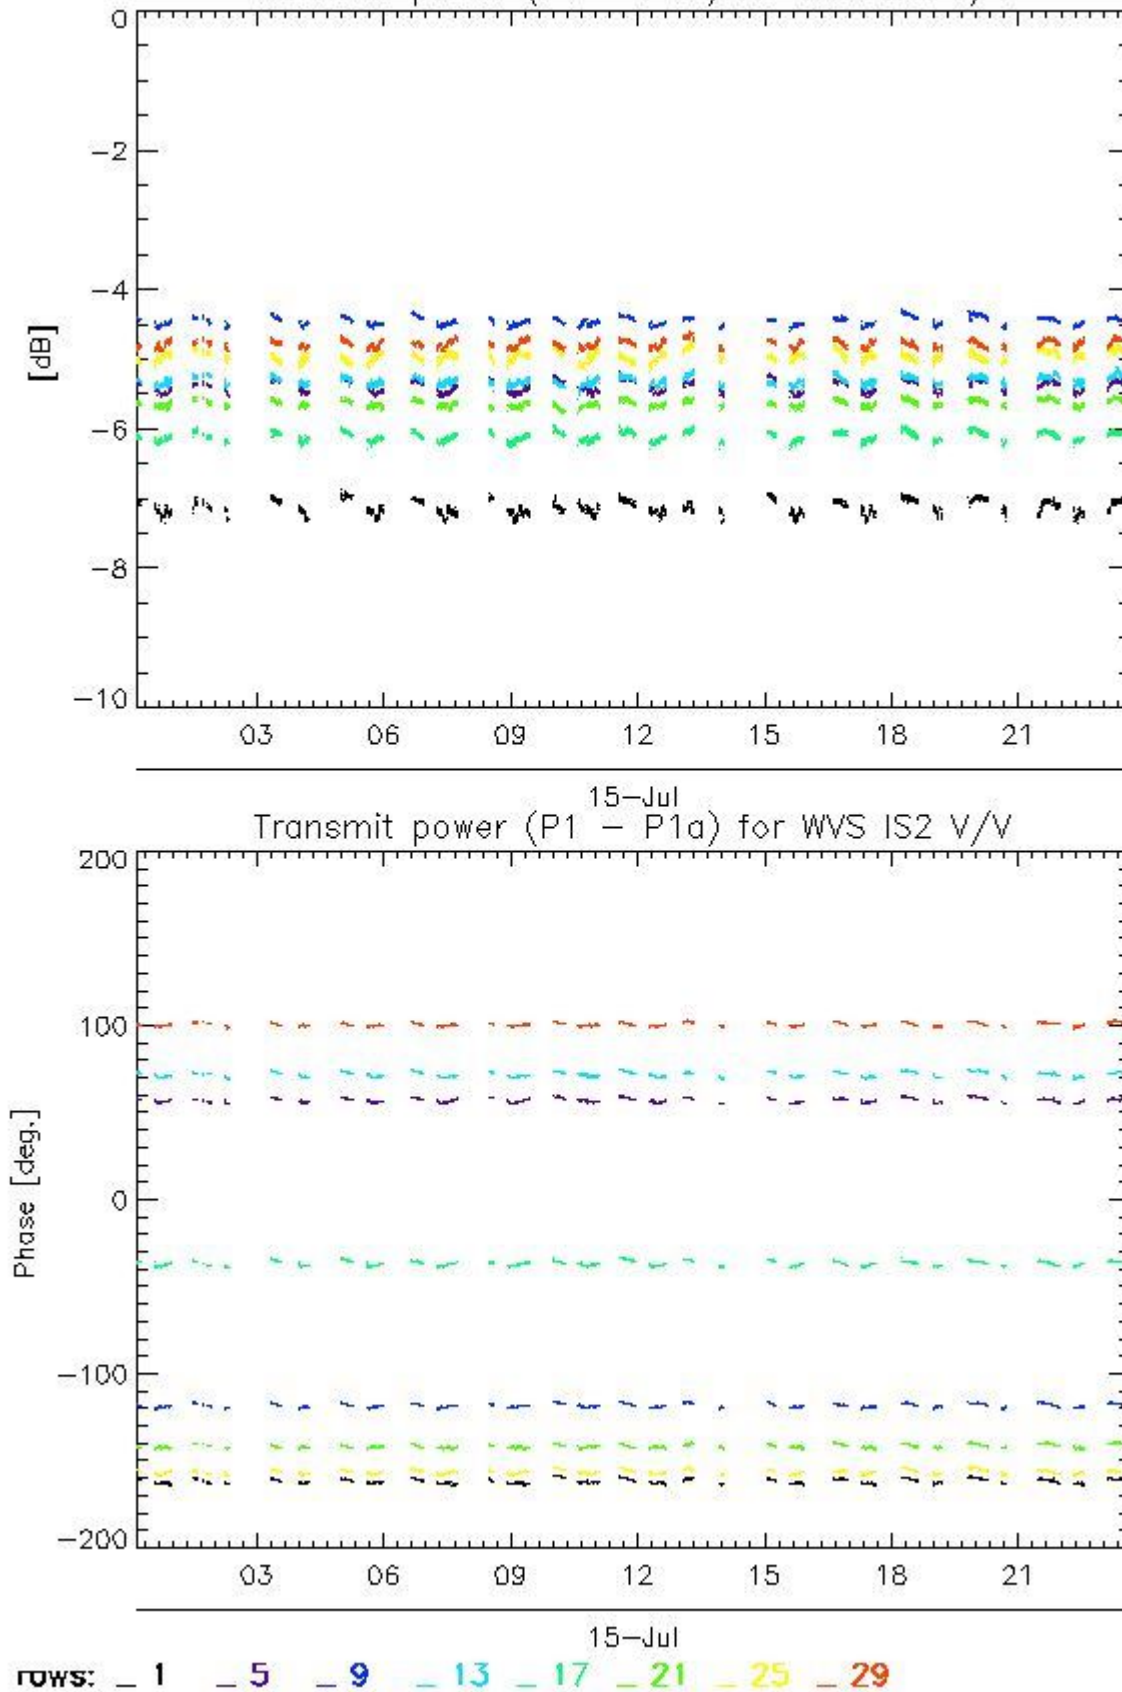 0
-2
-4
[dB]
-6
-8
-10
03 06 09 12 15 18 21
15-Jul
Transmit power (P1 - P1a) for WVS IS2 V/V
200
100
Phase [deg.]
0
-100
-200
03 06 09 12 15 18 21
15-Jul
rows: _ 1 _ 5 _ 9 _ 13 _ 17 _ 21 _ 25 _ 29